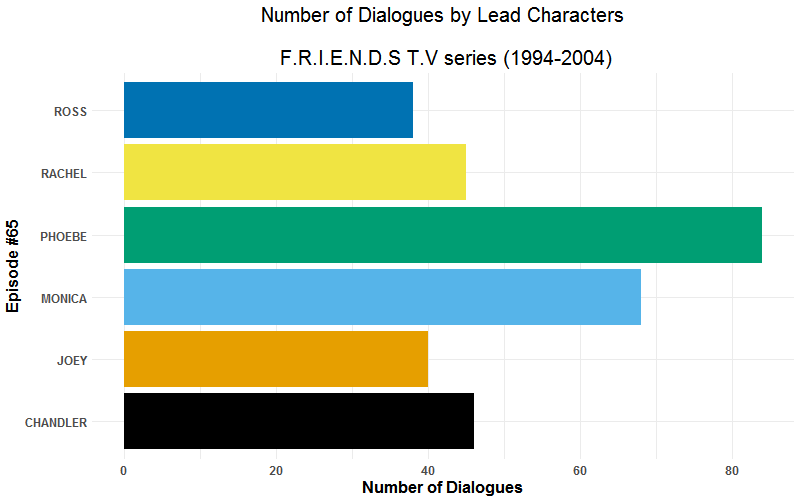 Number of Dialogues by Lead Characters
F.R.I.E.N.D.S T.V series (1994-2004)
ROSS
RACHEL
PHOEBE
MONICA
JOEY
CHANDLER
Episode #65
0 20 40 60 80
Number of Dialogues